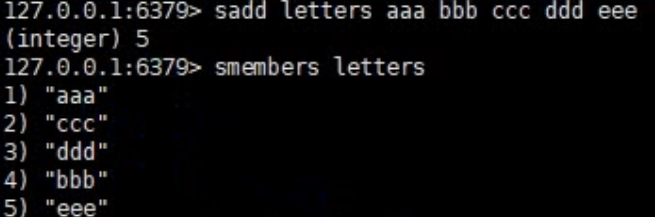 127.0.0.1:6379> sadd letters aaa bbb ccc ddd eee
(integer) 5
127.0.0.1:6379> smembers letters
1) "aaa"
2) "ccc"
3) "ddd"
4) "bbb"
5) "eee"